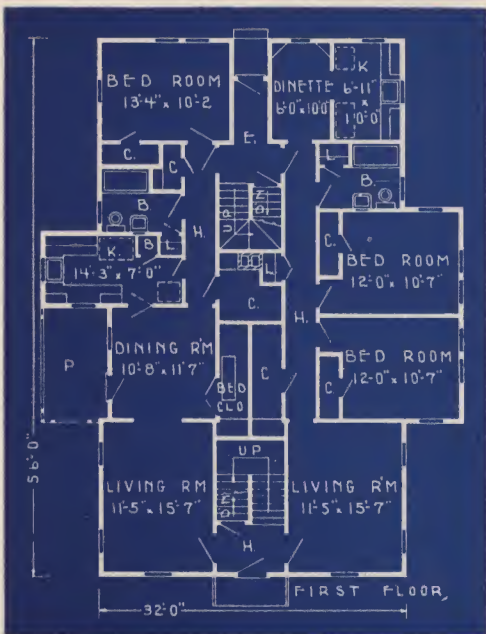 BED ROOM
13'-4" x 10'-2
DINETTE
6'-0" x 10'0"
K.
6'-11"
x
10'-0"
E.
C.
C.
L.
B.
B.
UP
DN
H.
K.
B
L.
14'-3" x 7'-0"
C.
BED ROOM
12'-0" x 10'-7"
L
C.
H.
P
DINING R'M
10'-8" x 11'7"
BED
CLO
C
C.
BED ROOM
12'-0" x 10'-7"
56'-0"
LIVING RM
11'-5" x 15'-7"
UP
DN
H.
LIVING R'M
11'-5" x 15'-7"
FIRST FLOOR,
32'-0"